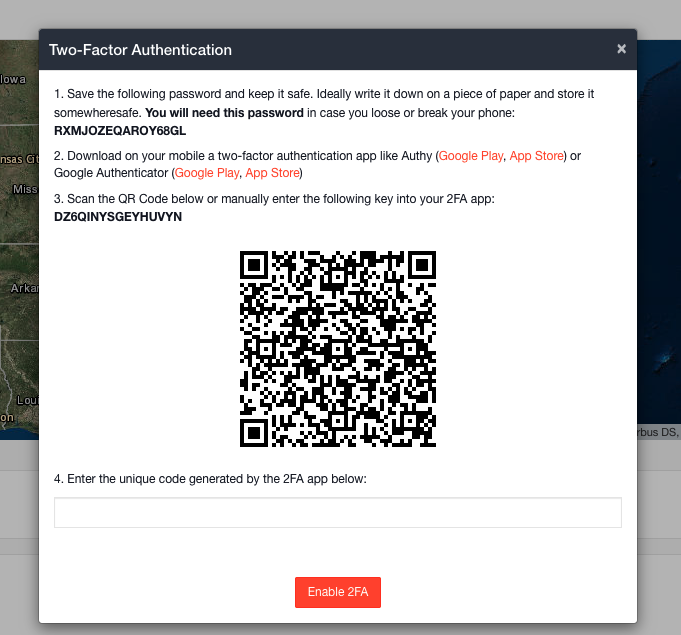 Two-Factor Authentication
×
Iowa
1. Save the following password and keep it safe. Ideally write it down on a piece of paper and store it
somewheresafe. You will need this password in case you loose or break your phone:
RXMJOZEQAROY68GL
nsas Cit
2. Download on your mobile a two-factor authentication app like Authy (Google Play, App Store) or
Google Authenticator (Google Play, App Store)
Miss
3. Scan the QR Code below or manually enter the following key into your 2FA app:
DZ6QINYSGEYHUVYN
Arkar
Loui
on
rbus DS,
4. Enter the unique code generated by the 2FA app below:
Enable 2FA